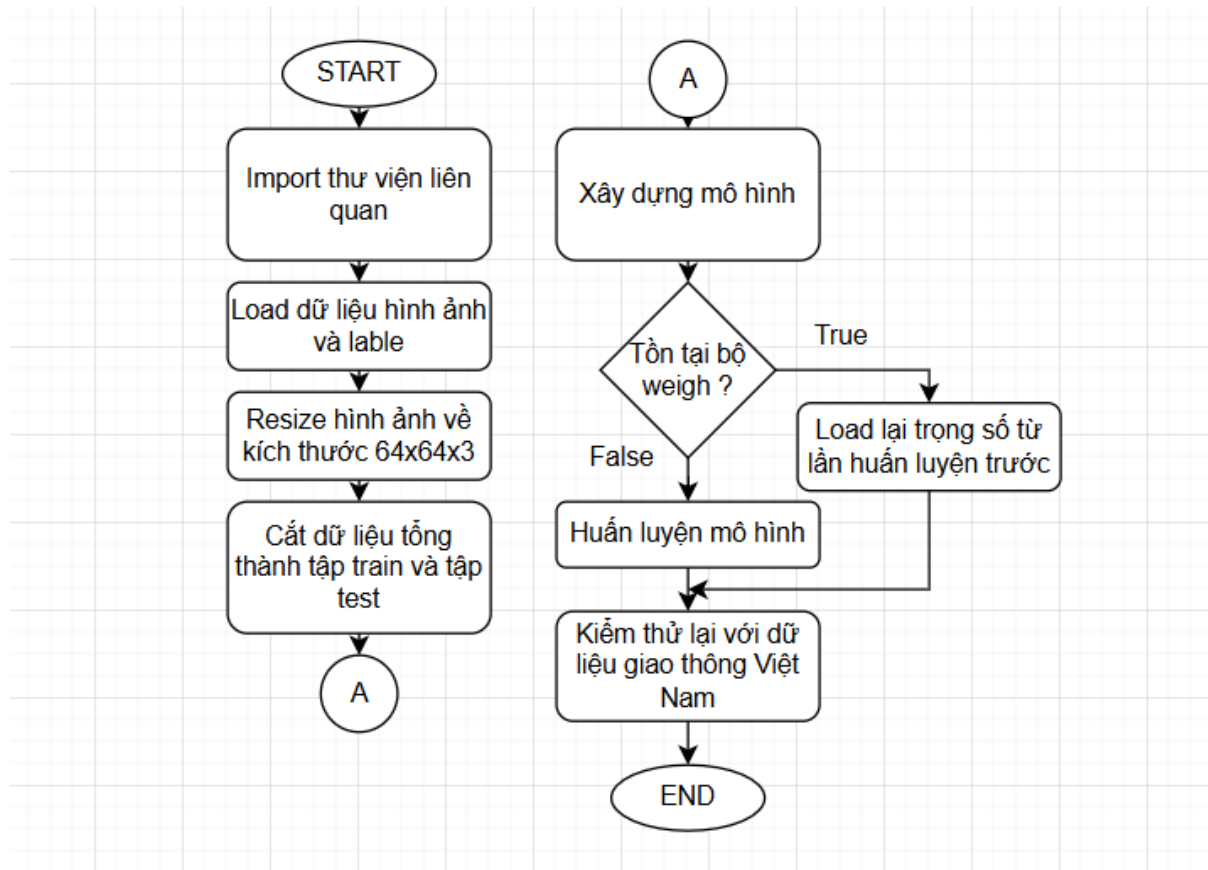 START
Import thư viện liên
quan
Load dữ liệu hình ảnh
và lable
Resize hình ảnh về
kích thước 64x64x3
Cắt dữ liệu tổng
thành tập train và tập
test
A
A
Xây dựng mô hình
Tồn tại bộ
weigh ?
True
False
Load lại trọng số từ
lần huấn luyện trước
Huấn luyện mô hình
Kiểm thử lại với dữ
liệu giao thông Việt
Nam
END